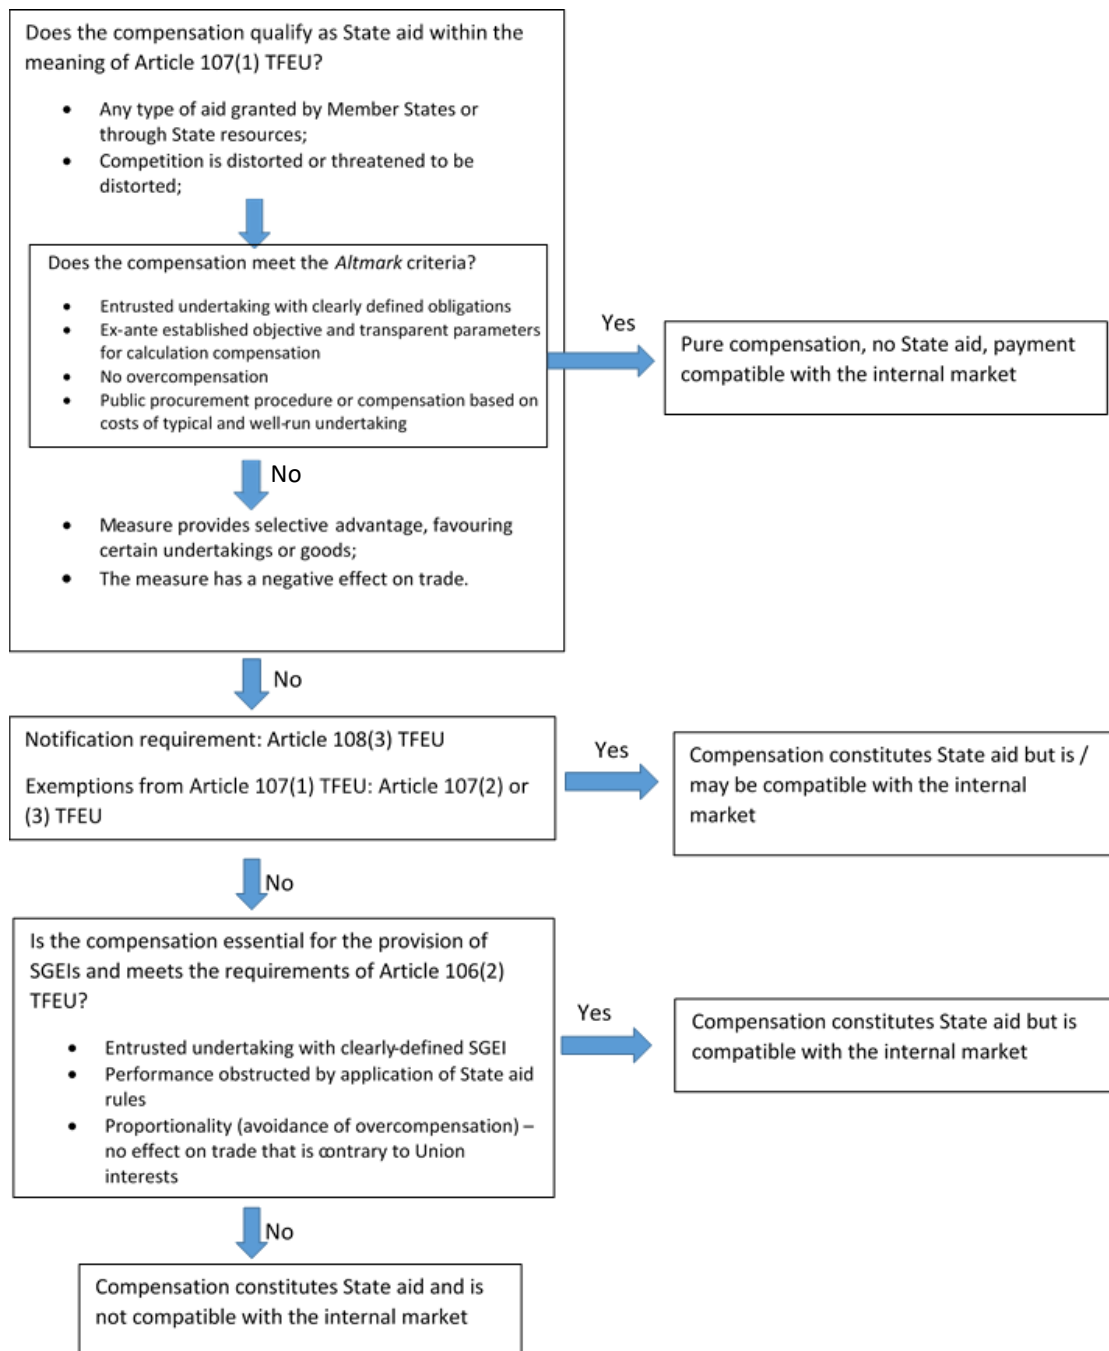 Does the compensation qualify as State aid within the
meaning of Article 107(1) TFEU?
• Any type of aid granted by Member States or
through State resources;
• Competition is distorted or threatened to be
distorted;
Does the compensation meet the Altmark criteria?
• Entrusted undertaking with clearly defined obligations
• Ex-ante established objective and transparent parameters
for calculation compensation
• No overcompensation
• Public procurement procedure or compensation based on
costs of typical and well-run undertaking
Yes
Pure compensation, no State aid, payment
compatible with the internal market
No
• Measure provides selective advantage, favouring
certain undertakings or goods;
• The measure has a negative effect on trade.
No
Notification requirement: Article 108(3) TFEU
Exemptions from Article 107(1) TFEU: Article 107(2) or
(3) TFEU
Yes
Compensation constitutes State aid but is /
may be compatible with the internal
market
No
Is the compensation essential for the provision of
SGEIs and meets the requirements of Article 106(2)
TFEU?
• Entrusted undertaking with clearly-defined SGEI
• Performance obstructed by application of State aid
rules
• Proportionality (avoidance of overcompensation) –
no effect on trade that is contrary to Union
interests
Yes
Compensation constitutes State aid but is
compatible with the internal market
No
Compensation constitutes State aid and is
not compatible with the internal market